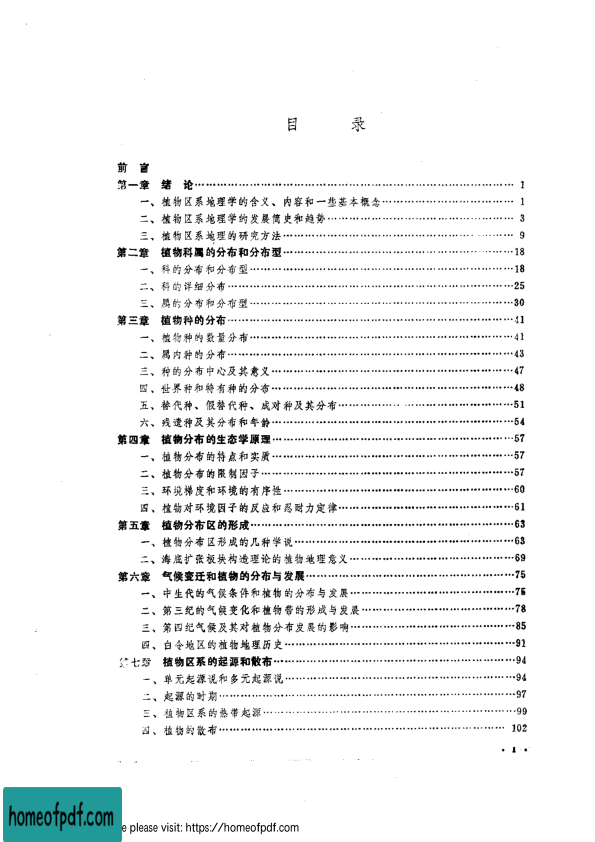 目 录
前 言
第一章 绪 论…………1
一、植物区系地理学的含义、内容和一些基本概念…………1
二、植物区系地理学的发展简史和趋势…………3
三、植物区系地理的研究方法…………9
第二章 植物科属的分布和分布型…………18
一、科的分布和分布型…………18
二、科的详细分布…………25
三、属的分布和分布型…………30
第三章 植物种的分布…………41
一、植物种的数量分布…………41
二、属内种的分布…………43
三、种的分布中心及其意义…………47
四、世界种和特有种的分布…………48
五、替代种、假替代种、成对种及其分布…………51
六、残遗种及其分布和年龄…………54
第四章 植物分布的生态学原理…………57
一、植物分布的特点和实质…………57
二、植物分布的限制因子…………57
三、环境梯度和环境的有序性…………60
四、植物对环境因子的反应和忍耐力定律…………61
第五章 植物分布区的形成…………63
一、植物分布区形成的几种学说…………63
二、海底扩张板块构造理论的植物地理意义…………69
第六章 气候变迁和植物的分布与发展…………75
一、中生代的气候条件和植物的分布与发展…………75
二、第三纪的气候变化和植物带的形成与发展…………78
三、第四纪气候及其对植物分布发展的影响…………85
四、白令地区的植物地理历史…………91
第七章 植物区系的起源和散布…………94
一、单元起源说和多元起源说…………94
二、起源的时期…………97
三、植物区系的热带起源…………99
四、植物的散布…………102
• 1 •
homeofpdf.com
e please visit: https://homeofpdf.com